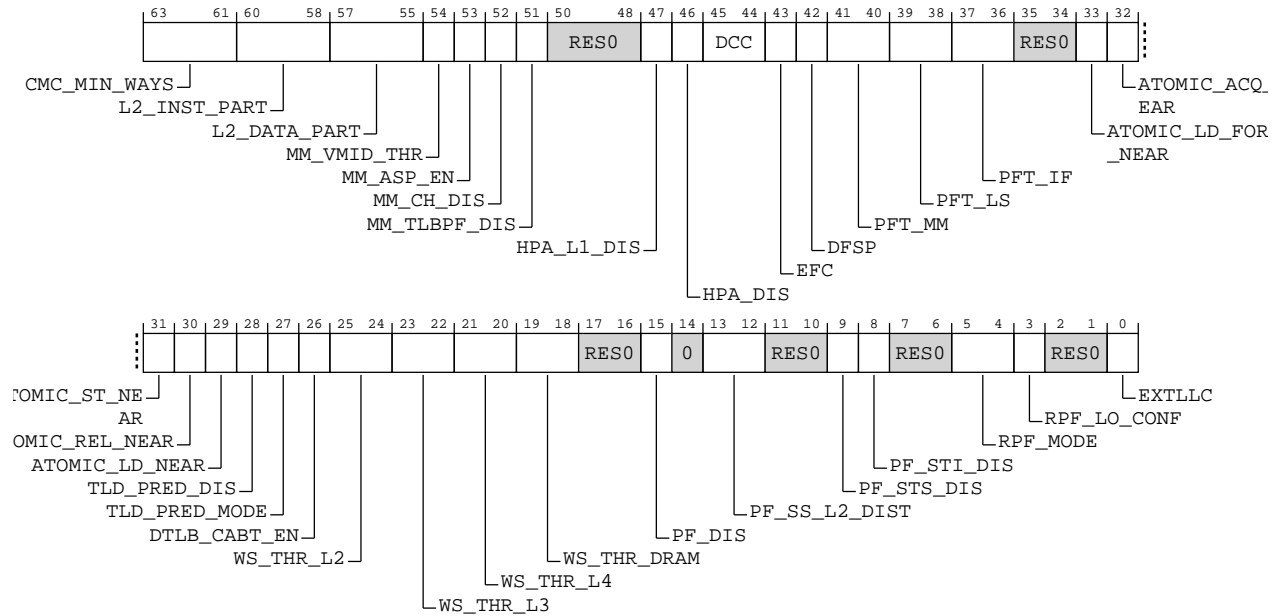 63 61 60 58 57 55 54 53 52 51 50 48 47 46 45 44 43 42 41 40 39 38 37 36 35 34 33 32
RES0 DCC RES0
CMC_MIN_WAYS ATOMIC_ACQ_
L2_INST_PART EAR
L2_DATA_PART ATOMIC_LD_FOR
MM_VMID_THR _NEAR
MM_ASP_EN PFT_IF
MM_CH_DIS PFT_LS
MM_TLBPF_DIS PFT_MM
HPA_L1_DIS DFSP
EFC
HPA_DIS
31 30 29 28 27 26 25 24 23 22 21 20 19 18 17 16 15 14 13 12 11 10 9 8 7 6 5 4 3 2 1 0
RES0 0 RES0 RES0 RES0
TOMIC_ST_NE EXTLLC
AR RPF_LO_CONF
OMIC_REL_NEAR RPF_MODE
ATOMIC_LD_NEAR PF_STI_DIS
TLD_PRED_DIS PF_STS_DIS
TLD_PRED_MODE PF_SS_L2_DIST
DTLB_CABT_EN PF_DIS
WS_THR_L2 WS_THR_DRAM
WS_THR_L4
WS_THR_L3